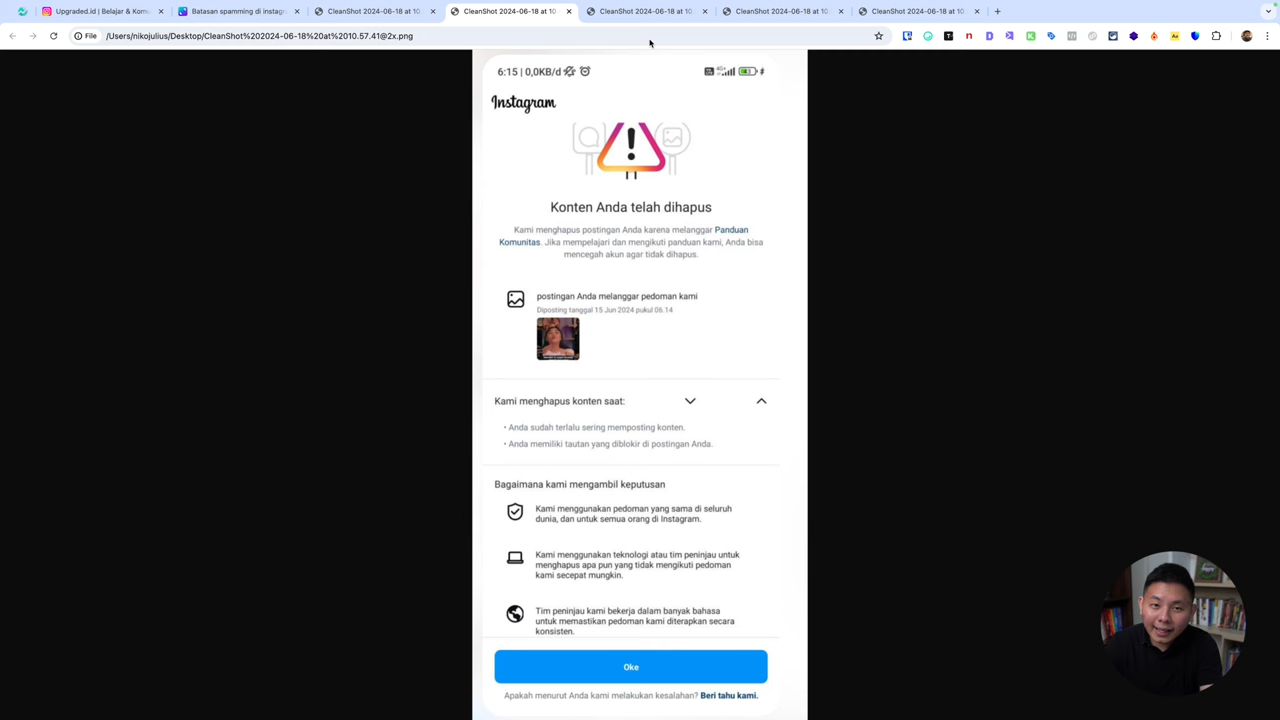 Upgraded.id | Belajar & Komu
Batasan spamming di instagra
CleanShot 2024-06-18 at 10
CleanShot 2024-06-18 at 10
CleanShot 2024-06-18 at 10
CleanShot 2024-06-18 at 10
CleanShot 2024-06-18 at 10
File
/Users/nikojulius/Desktop/CleanShot%202024-06-18%20at%2010.57.41@2x.png
6:15 | 0,0KB/d
4G+
Instagram
Konten Anda telah dihapus
Kami menghapus postingan Anda karena melanggar Panduan
Komunitas. Jika mempelajari dan mengikuti panduan kami, Anda bisa
mencegah akun agar tidak dihapus.
postingan Anda melanggar pedoman kami
Diposting tanggal 15 Jun 2024 pukul 06.14
Kami menghapus konten saat:
• Anda sudah terlalu sering memposting konten.
• Anda memiliki tautan yang diblokir di postingan Anda.
Bagaimana kami mengambil keputusan
Kami menggunakan pedoman yang sama di seluruh
dunia, dan untuk semua orang di Instagram.
Kami menggunakan teknologi atau tim peninjau untuk
menghapus apa pun yang tidak mengikuti pedoman
kami secepat mungkin.
Tim peninjau kami bekerja dalam banyak bahasa
untuk memastikan pedoman kami diterapkan secara
konsisten.
Oke
Apakah menurut Anda kami melakukan kesalahan? Beri tahu kami.